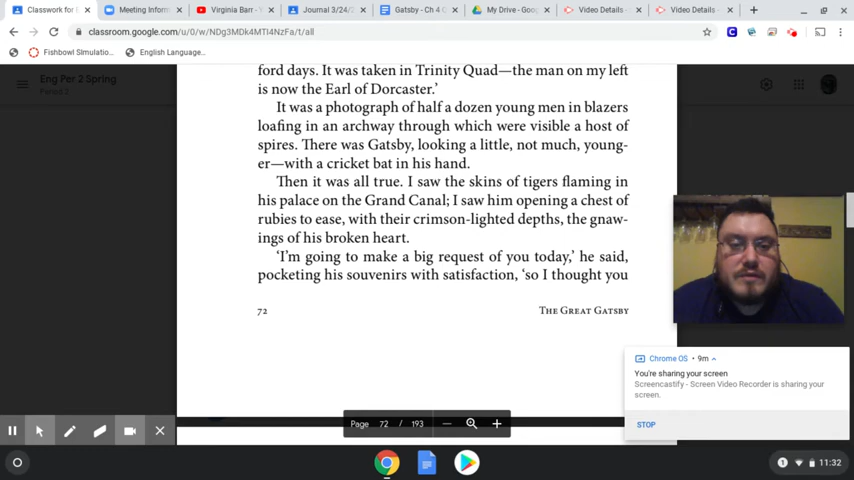 Classwork for E
Meeting Inform
Virginia Barr - 
Journal 3/24/2
Gatsby - Ch 4 C
My Drive - Goog
Video Details - 
Video Details - 
classroom.google.com/u/0/w/NDg3MDk4MTI4NzFa/t/all
Fishbowl SImulatio...
English Language...
Eng Per 2 Spring
Period 2
ford days. It was taken in Trinity Quad—the man on my left
is now the Earl of Dorcaster.'
It was a photograph of half a dozen young men in blazers
loafing in an archway through which were visible a host of
spires. There was Gatsby, looking a little, not much, young-
er—with a cricket bat in his hand.
Then it was all true. I saw the skins of tigers flaming in
his palace on the Grand Canal; I saw him opening a chest of
rubies to ease, with their crimson-lighted depths, the gnaw-
ings of his broken heart.
'I'm going to make a big request of you today,' he said,
pocketing his souvenirs with satisfaction, 'so I thought you
72
The Great Gatsby
Page 72 / 193
Chrome OS • 9m
You're sharing your screen
Screencastify - Screen Video Recorder is sharing your
screen.
STOP
1
11:32